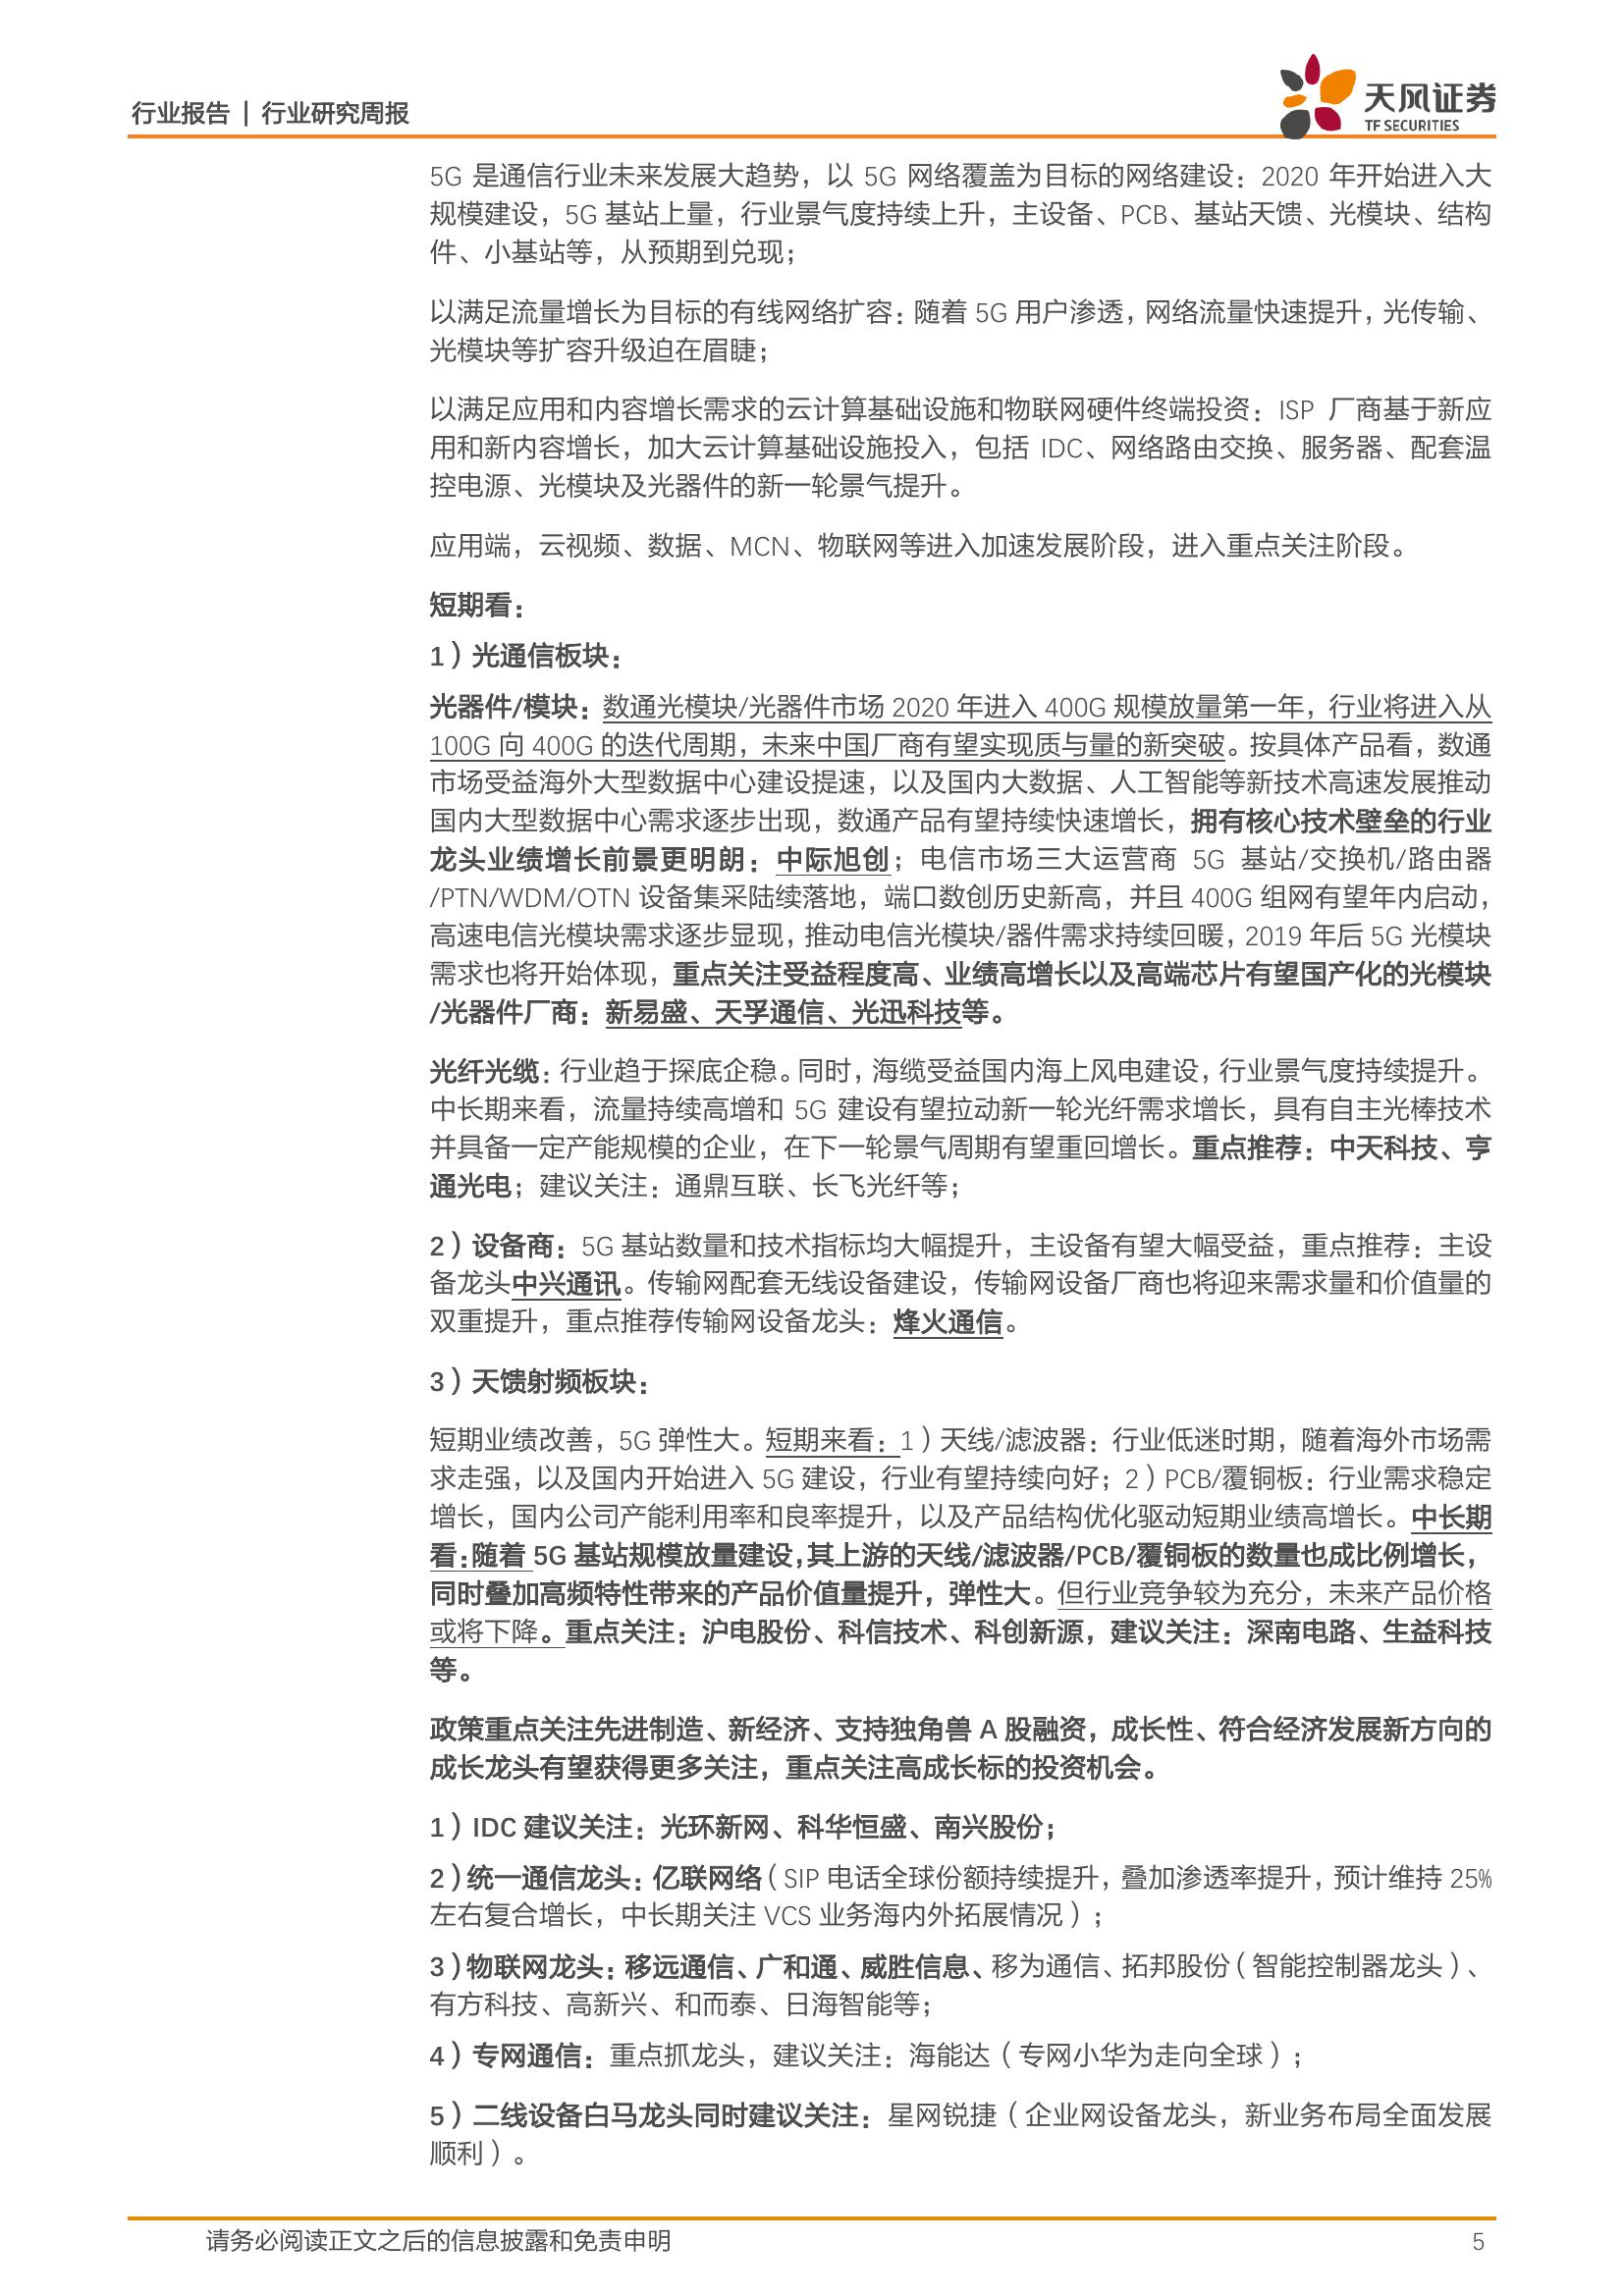 行业报告 | 行业研究周报
天风证券
TF SECURITIES
5G 是通信行业未来发展大趋势，以 5G 网络覆盖为目标的网络建设：2020 年开始进入大
规模建设，5G 基站上量，行业景气度持续上升，主设备、PCB、基站天馈、光模块、结构
件、小基站等，从预期到兑现；
以满足流量增长为目标的有线网络扩容：随着 5G 用户渗透，网络流量快速提升，光传输、
光模块等扩容升级迫在眉睫；
以满足应用和内容增长需求的云计算基础设施和物联网硬件终端投资：ISP 厂商基于新应
用和新内容增长，加大云计算基础设施投入，包括 IDC、网络路由交换、服务器、配套温
控电源、光模块及光器件的新一轮景气提升。
应用端，云视频、数据、MCN、物联网等进入加速发展阶段，进入重点关注阶段。
短期看：
1）光通信板块：
光器件/模块：数通光模块/光器件市场 2020 年进入 400G 规模放量第一年，行业将进入从
100G 向 400G 的迭代周期，未来中国厂商有望实现质与量的新突破。按具体产品看，数通
市场受益海外大型数据中心建设提速，以及国内大数据、人工智能等新技术高速发展推动
国内大型数据中心需求逐步出现，数通产品有望持续快速增长，拥有核心技术壁垒的行业
龙头业绩增长前景更明朗：中际旭创；电信市场三大运营商 5G 基站/交换机/路由器
/PTN/WDM/OTN 设备集采陆续落地，端口数创历史新高，并且 400G 组网有望年内启动，
高速电信光模块需求逐步显现，推动电信光模块/器件需求持续回暖，2019 年后 5G 光模块
需求也将开始体现，重点关注受益程度高、业绩高增长以及高端芯片有望国产化的光模块
/光器件厂商：新易盛、天孚通信、光迅科技等。
光纤光缆：行业趋于探底企稳。同时，海缆受益国内海上风电建设，行业景气度持续提升。
中长期来看，流量持续高增和 5G 建设有望拉动新一轮光纤需求增长，具有自主光棒技术
并具备一定产能规模的企业，在下一轮景气周期有望重回增长。重点推荐：中天科技、亨
通光电；建议关注：通鼎互联、长飞光纤等；
2）设备商：5G 基站数量和技术指标均大幅提升，主设备有望大幅受益，重点推荐：主设
备龙头中兴通讯。传输网配套无线设备建设，传输网设备厂商也将迎来需求量和价值量的
双重提升，重点推荐传输网设备龙头：烽火通信。
3）天馈射频板块：
短期业绩改善，5G 弹性大。短期来看：1）天线/滤波器：行业低迷时期，随着海外市场需
求走强，以及国内开始进入 5G 建设，行业有望持续向好；2）PCB/覆铜板：行业需求稳定
增长，国内公司产能利用率和良率提升，以及产品结构优化驱动短期业绩高增长。中长期
看：随着 5G 基站规模放量建设，其上游的天线/滤波器/PCB/覆铜板的数量也成比例增长，
同时叠加高频特性带来的产品价值量提升，弹性大。但行业竞争较为充分，未来产品价格
或将下降。重点关注：沪电股份、科信技术、科创新源，建议关注：深南电路、生益科技
等。
政策重点关注先进制造、新经济、支持独角兽 A 股融资，成长性、符合经济发展新方向的
成长龙头有望获得更多关注，重点关注高成长标的投资机会。
1）IDC 建议关注：光环新网、科华恒盛、南兴股份；
2）统一通信龙头：亿联网络（SIP 电话全球份额持续提升，叠加渗透率提升，预计维持 25%
左右复合增长，中长期关注 VCS 业务海内外拓展情况）；
3）物联网龙头：移远通信、广和通、威胜信息、移为通信、拓邦股份（智能控制器龙头）、
有方科技、高新兴、和而泰、日海智能等；
4）专网通信：重点抓龙头，建议关注：海能达（专网小华为走向全球）；
5）二线设备白马龙头同时建议关注：星网锐捷（企业网设备龙头，新业务布局全面发展
顺利）。
请务必阅读正文之后的信息披露和免责申明
5